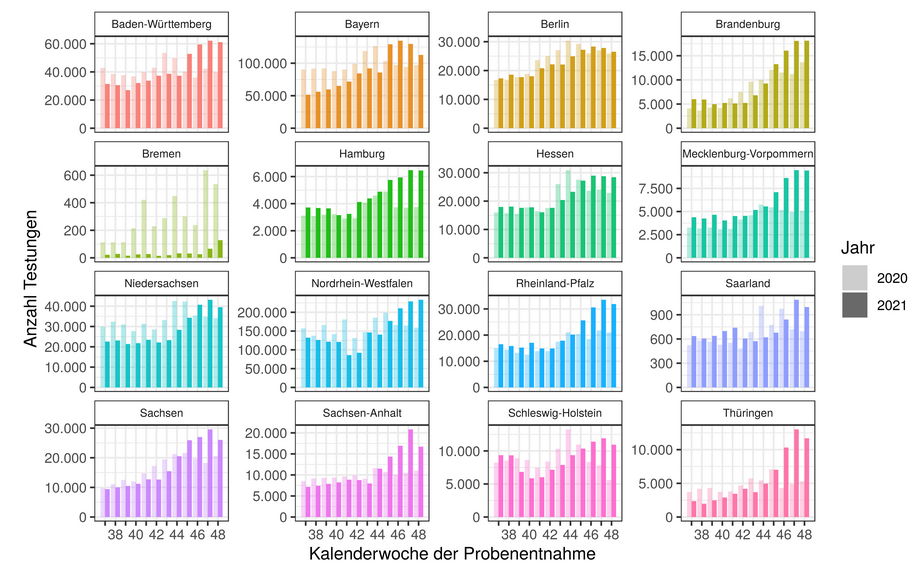 Baden-Württemberg
Bayern
Berlin
Brandenburg
60.000
40.000
20.000
0
100.000
50.000
0
30.000
20.000
10.000
0
15.000
10.000
5.000
0
Bremen
Hamburg
Hessen
Mecklenburg-Vorpommern
600
400
200
0
6.000
4.000
2.000
0
30.000
20.000
10.000
0
7.500
5.000
2.500
0
Niedersachsen
Nordrhein-Westfalen
Rheinland-Pfalz
Saarland
40.000
30.000
20.000
10.000
0
200.000
150.000
100.000
50.000
0
30.000
20.000
10.000
0
900
600
300
0
Sachsen
Sachsen-Anhalt
Schleswig-Holstein
Thüringen
30.000
20.000
10.000
0
20.000
15.000
10.000
5.000
0
10.000
5.000
0
10.000
5.000
0
38 40 42 44 46 48
38 40 42 44 46 48
38 40 42 44 46 48
38 40 42 44 46 48
Kalenderwoche der Probenentnahme
Anzahl Testungen
Jahr
2020
2021